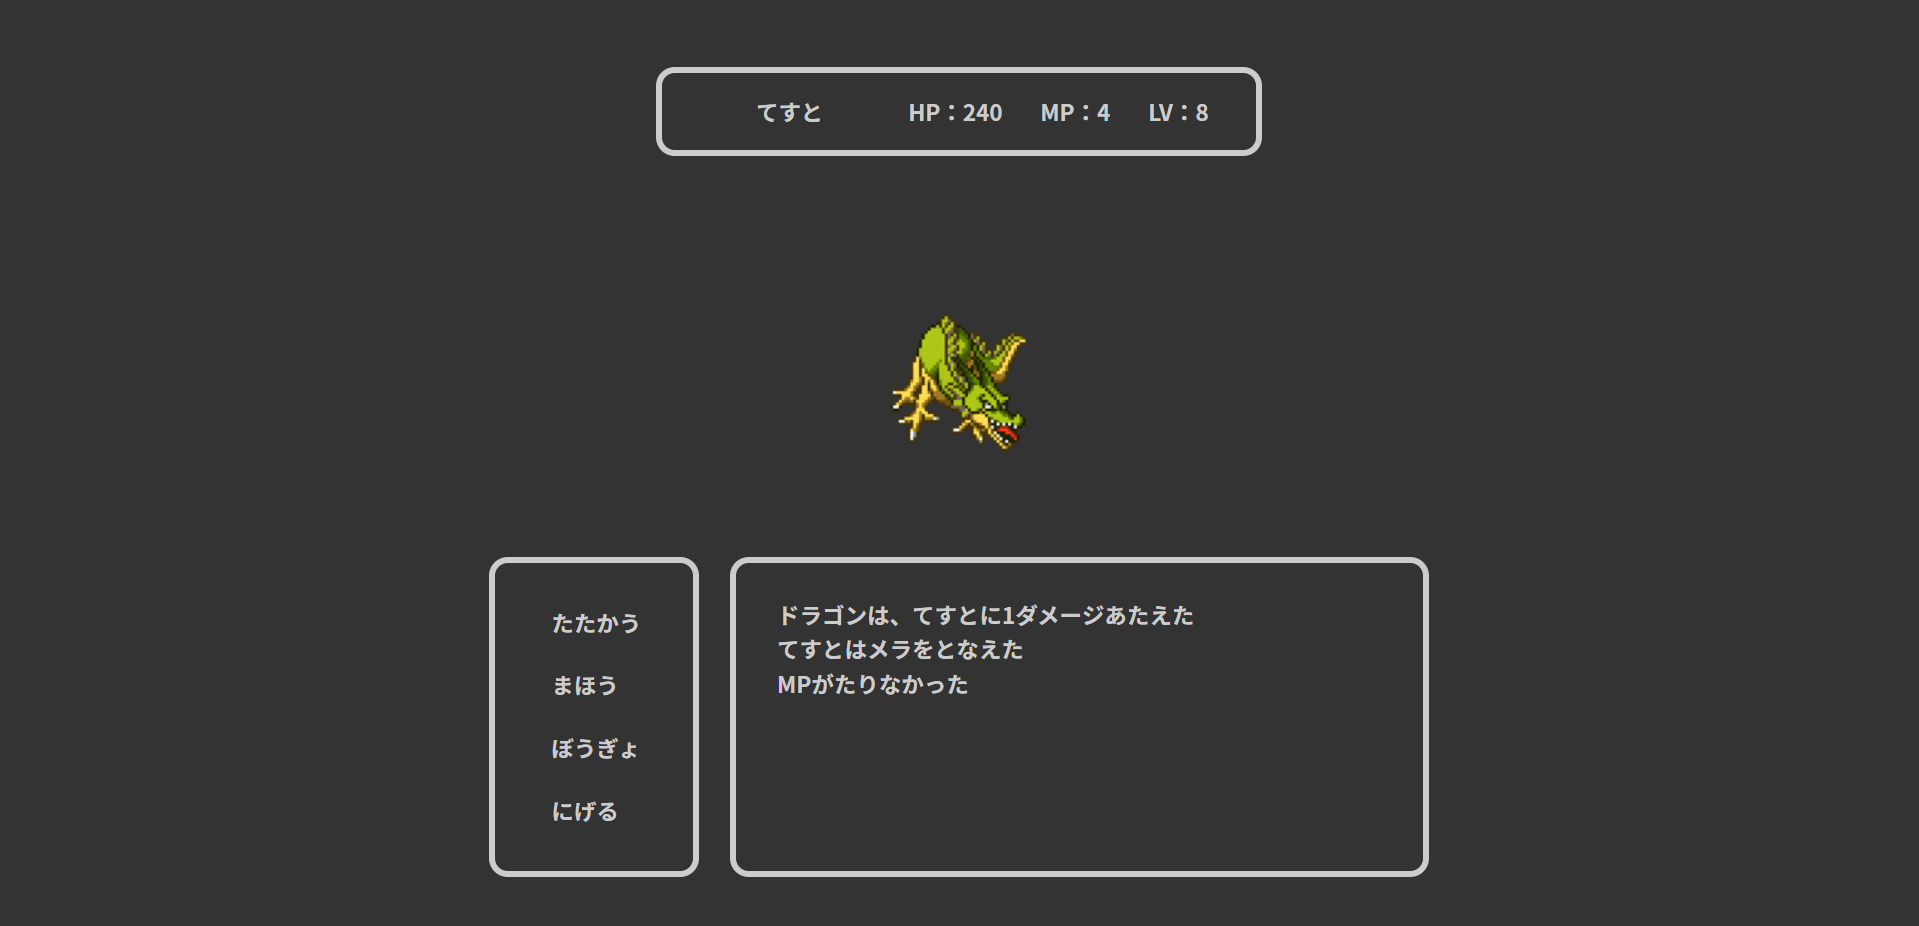 てすと HP：240 MP：4 LV：8
たたかう
まほう
ぼうぎょ
にげる
ドラゴンは、てすとに1ダメージあたえた
てすとはメラをとなえた
MPがたりなかった